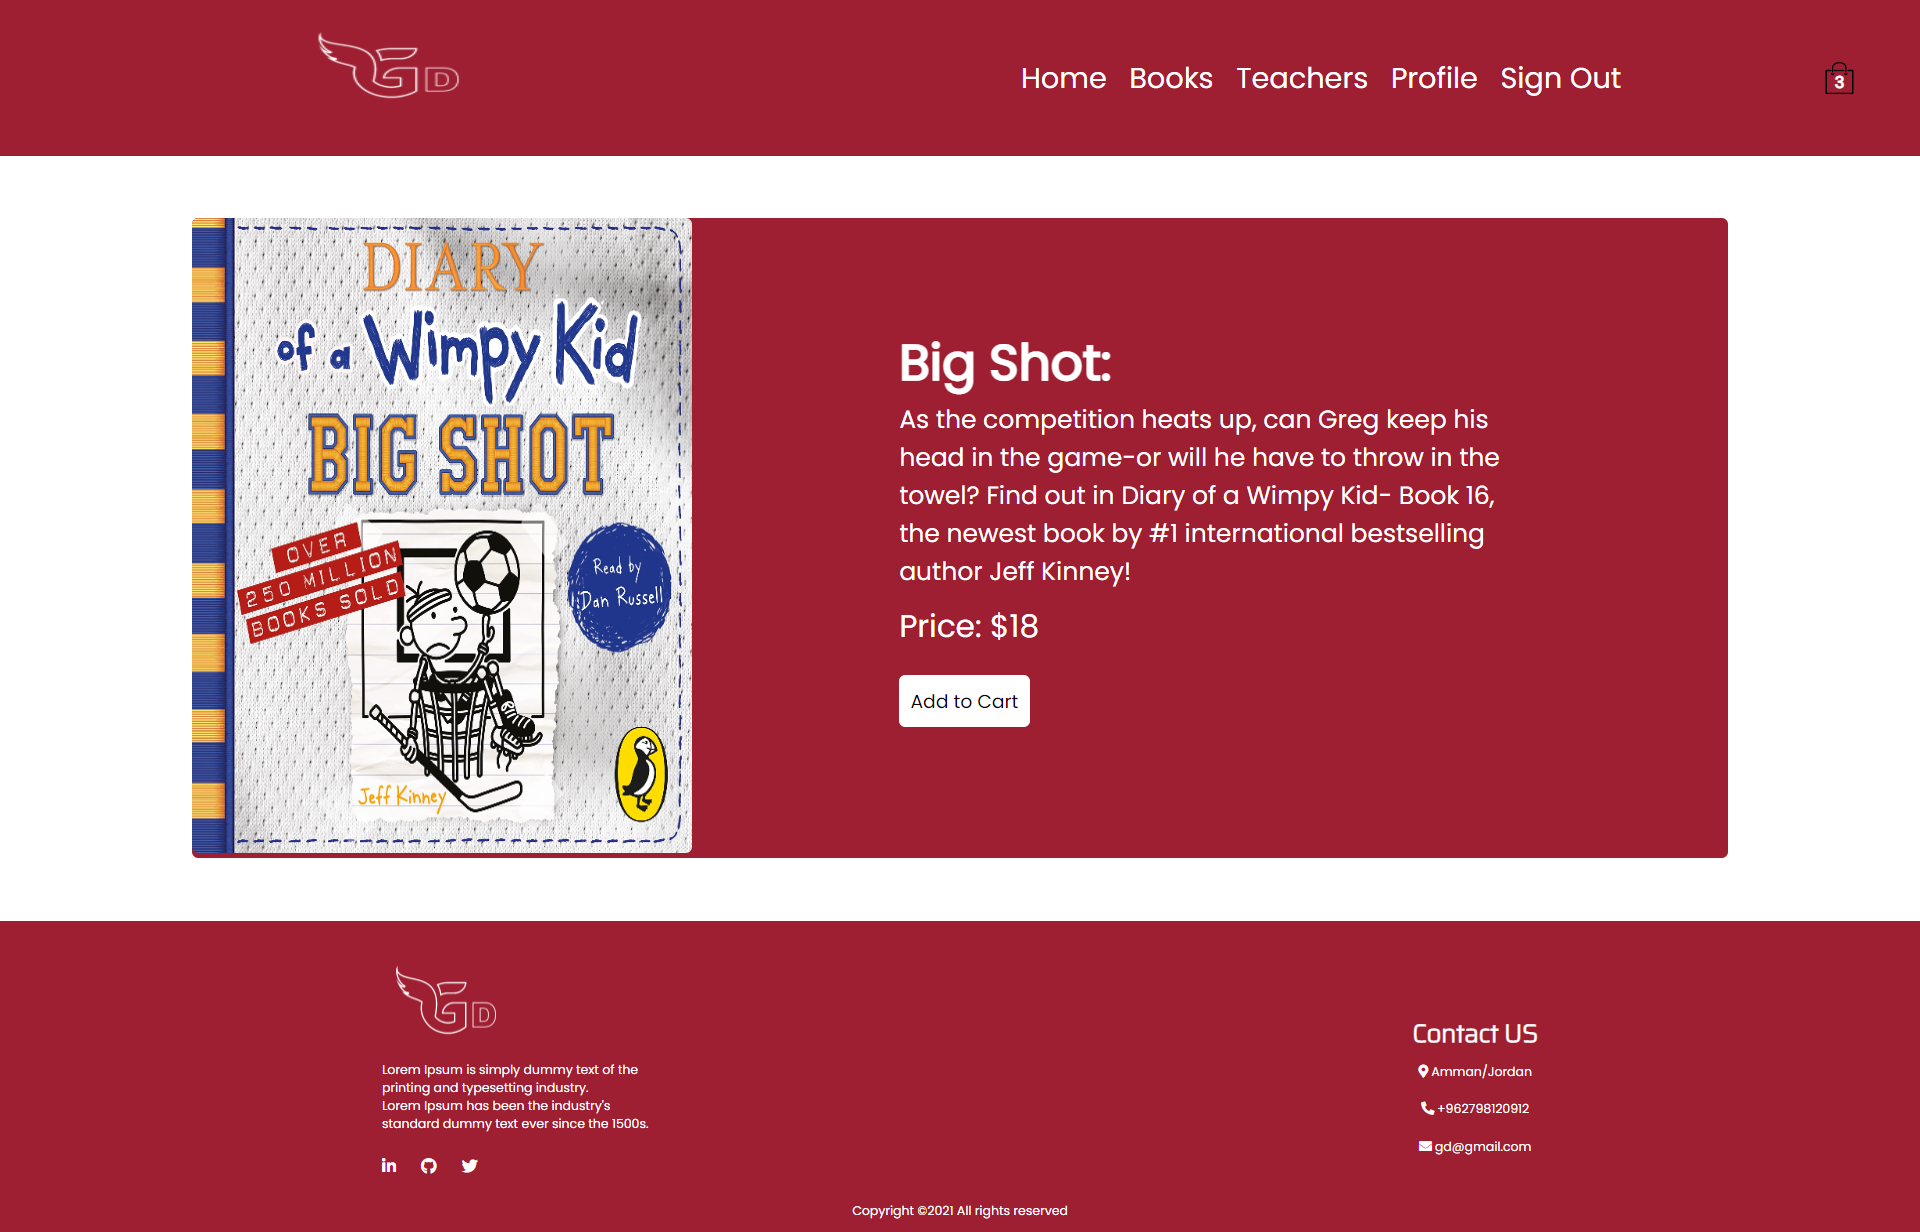 GD
Home Books Teachers Profile Sign Out
3
DIARY
of a Wimpy Kid
BIG SHOT
OVER
250 MILLION
BOOKS SOLD
Read by
Dan Russell
Jeff Kinney
Big Shot:
As the competition heats up, can Greg keep his
head in the game-or will he have to throw in the
towel? Find out in Diary of a Wimpy Kid- Book 16,
the newest book by #1 international bestselling
author Jeff Kinney!
Price: $18
Add to Cart
GD
Lorem Ipsum is simply dummy text of the
printing and typesetting industry.
Lorem Ipsum has been the industry's
standard dummy text ever since the 1500s.
Contact US
Amman/Jordan
+962798120912
gd@gmail.com
Copyright ©2021 All rights reserved